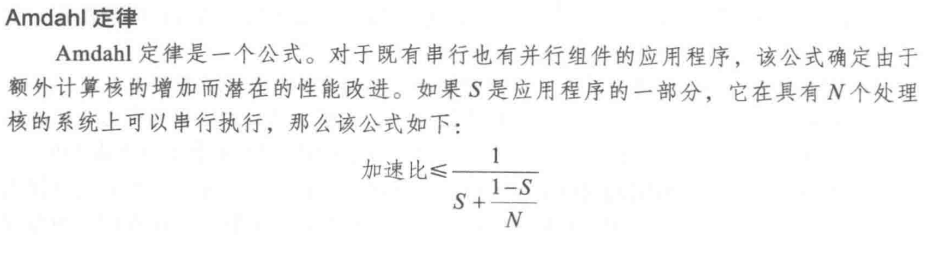 Amdahl 定律
Amdahl 定律是一个公式。对于既有串行也有并行组件的应用程序，该公式确定由于
额外计算核的增加而潜在的性能改进。如果 S 是应用程序的一部分，它在具有 N 个处理
核的系统上可以串行执行，那么该公式如下：
加速比≤
1
S +
1−S
N